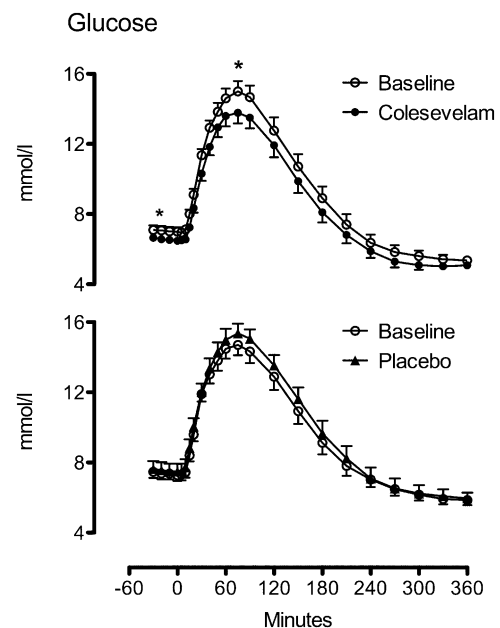 Glucose
*
16
Baseline
Colesevelam
12
mmol/l
*
8
4
16
Baseline
Placebo
12
mmol/l
8
4
-60 0 60 120 180 240 300 360
Minutes